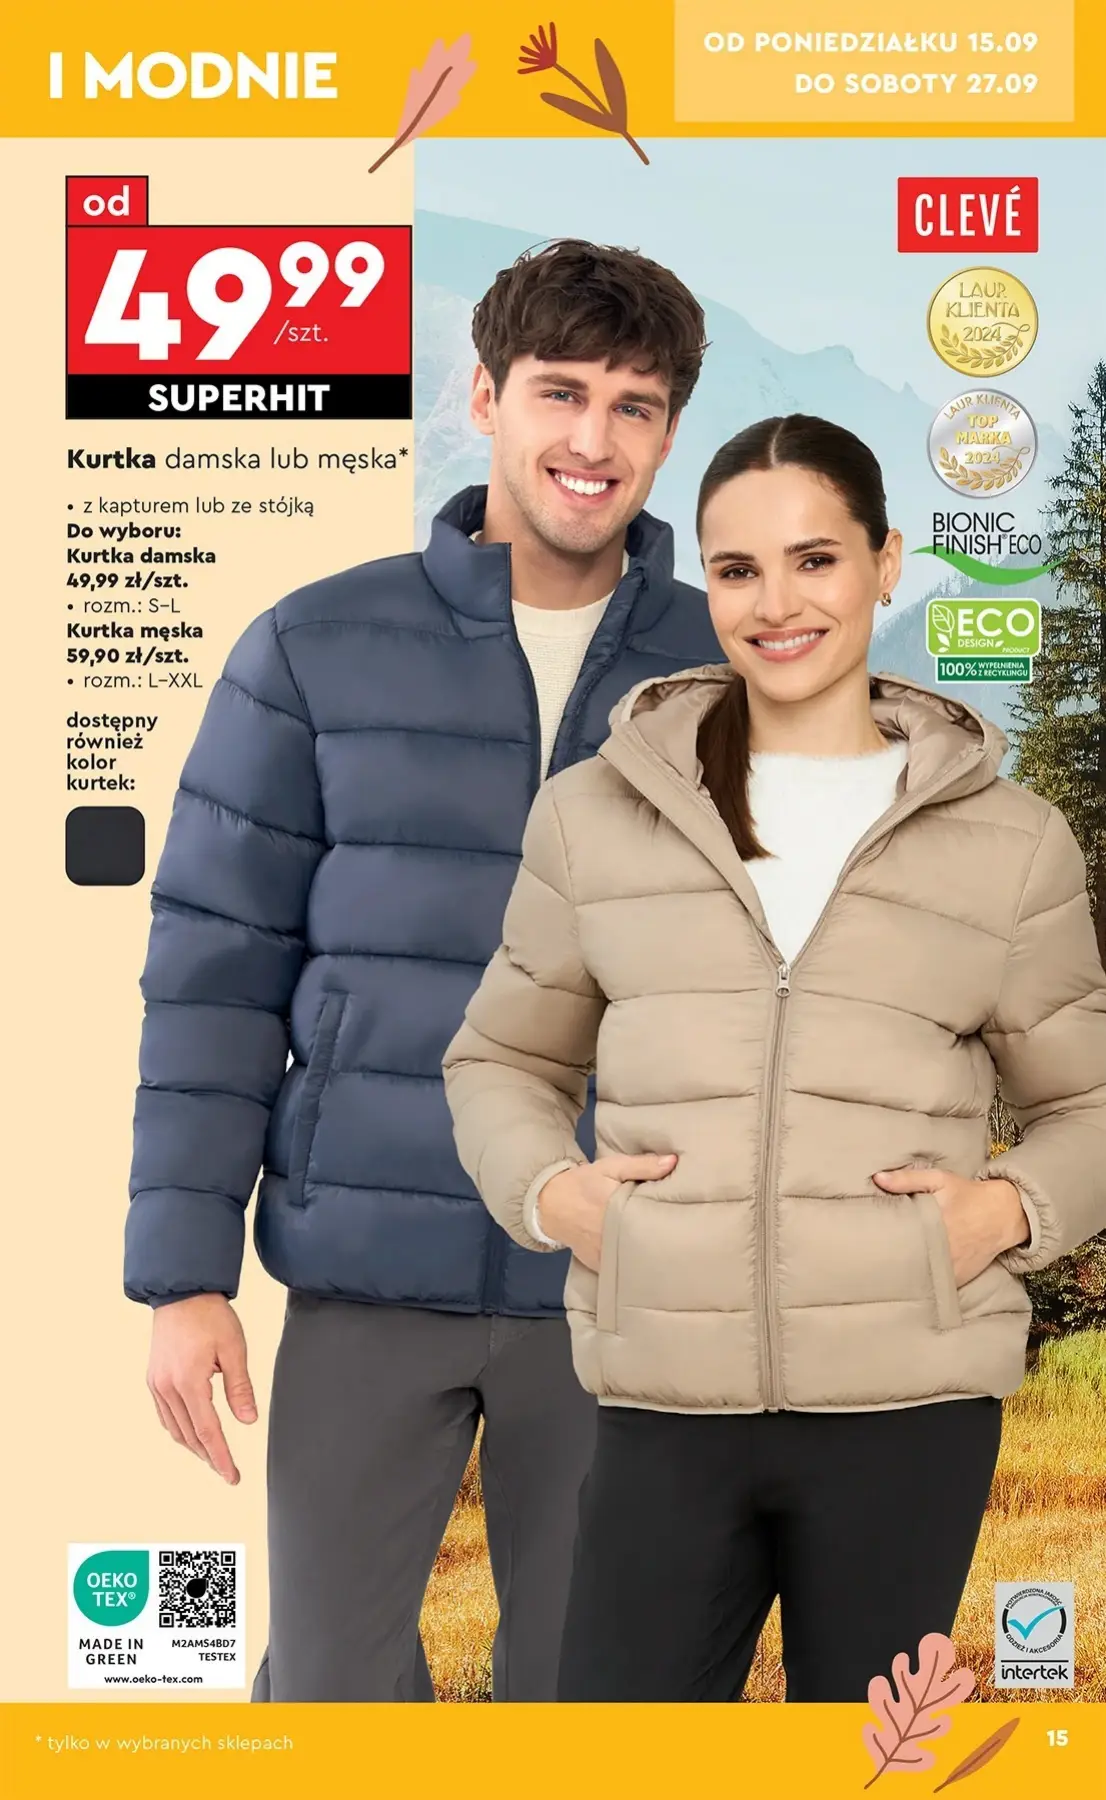 I MODNIE
OD PONIEDZIAŁKU 15.09
DO SOBOTY 27.09
od
4999
/szt.
SUPERHIT
Kurtka damska lub męska*
• z kapturem lub ze stójką
Do wyboru:
Kurtka damska
49,99 zł/szt.
• rozm.: S–L
Kurtka męska
59,90 zł/szt.
• rozm.: L–XXL
dostępny
również
kolor
kurtek:
CLEVÉ
LAUR
KLIENTA
2024
LAUR KLIENTA
TOP
MARKA
2024
BIONIC
FINISH®ECO
ECO
DESIGN
PRODUCT
100% WYPEŁNIENIA
Z RECYKLINGU
OEKO
TEX®
MADE IN
GREEN
M2AMS4BD7
TESTEX
www.oeko-tex.com
POTWIERDZONA JAKOŚĆ
ODZIEŻ I AKCESORIA
intertek
* tylko w wybranych sklepach
15